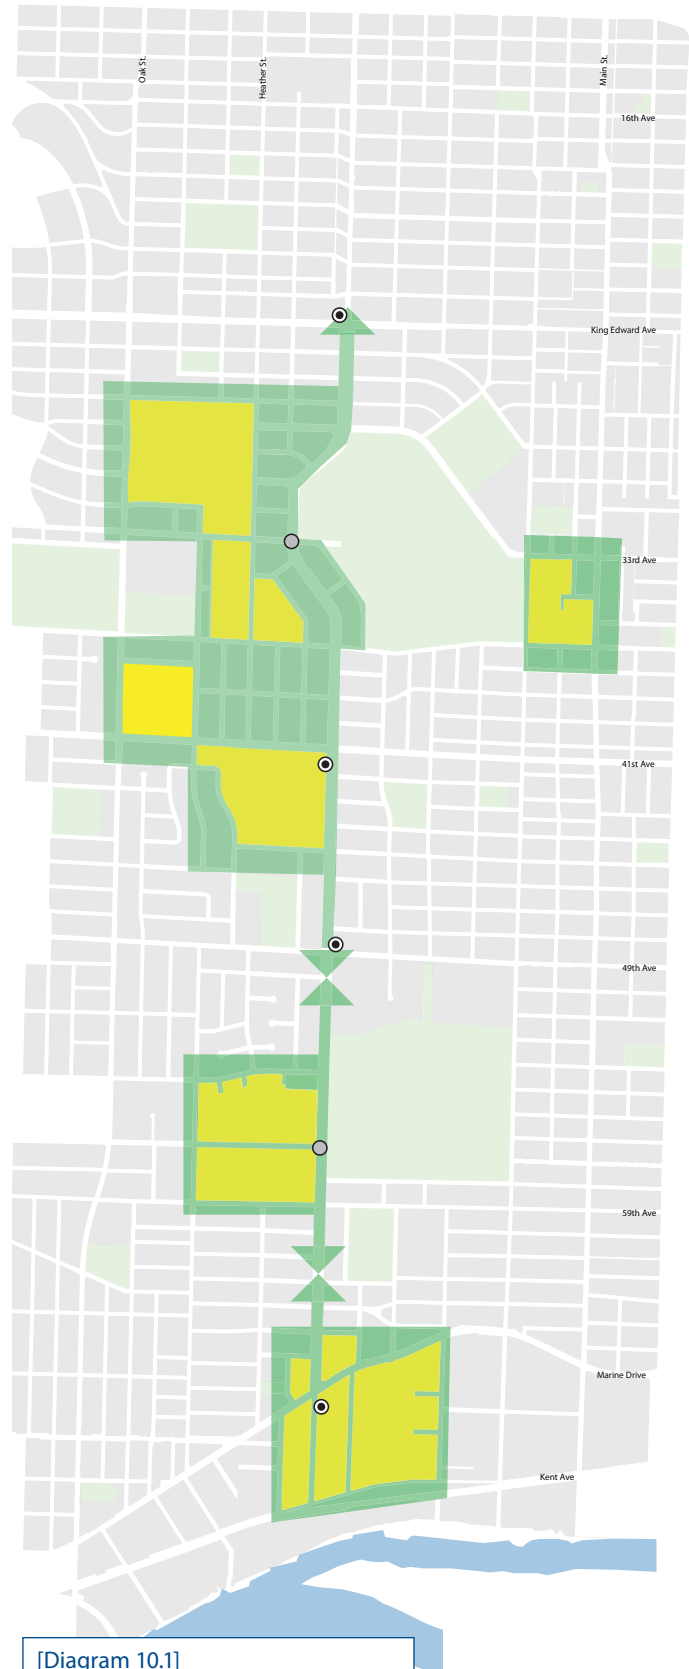 Oak St.
Heather St.
Main St.
16th Ave
King Edward Ave
33rd Ave
41st Ave
49th Ave
59th Ave
Marine Drive
Kent Ave
[Diagram 10.1]